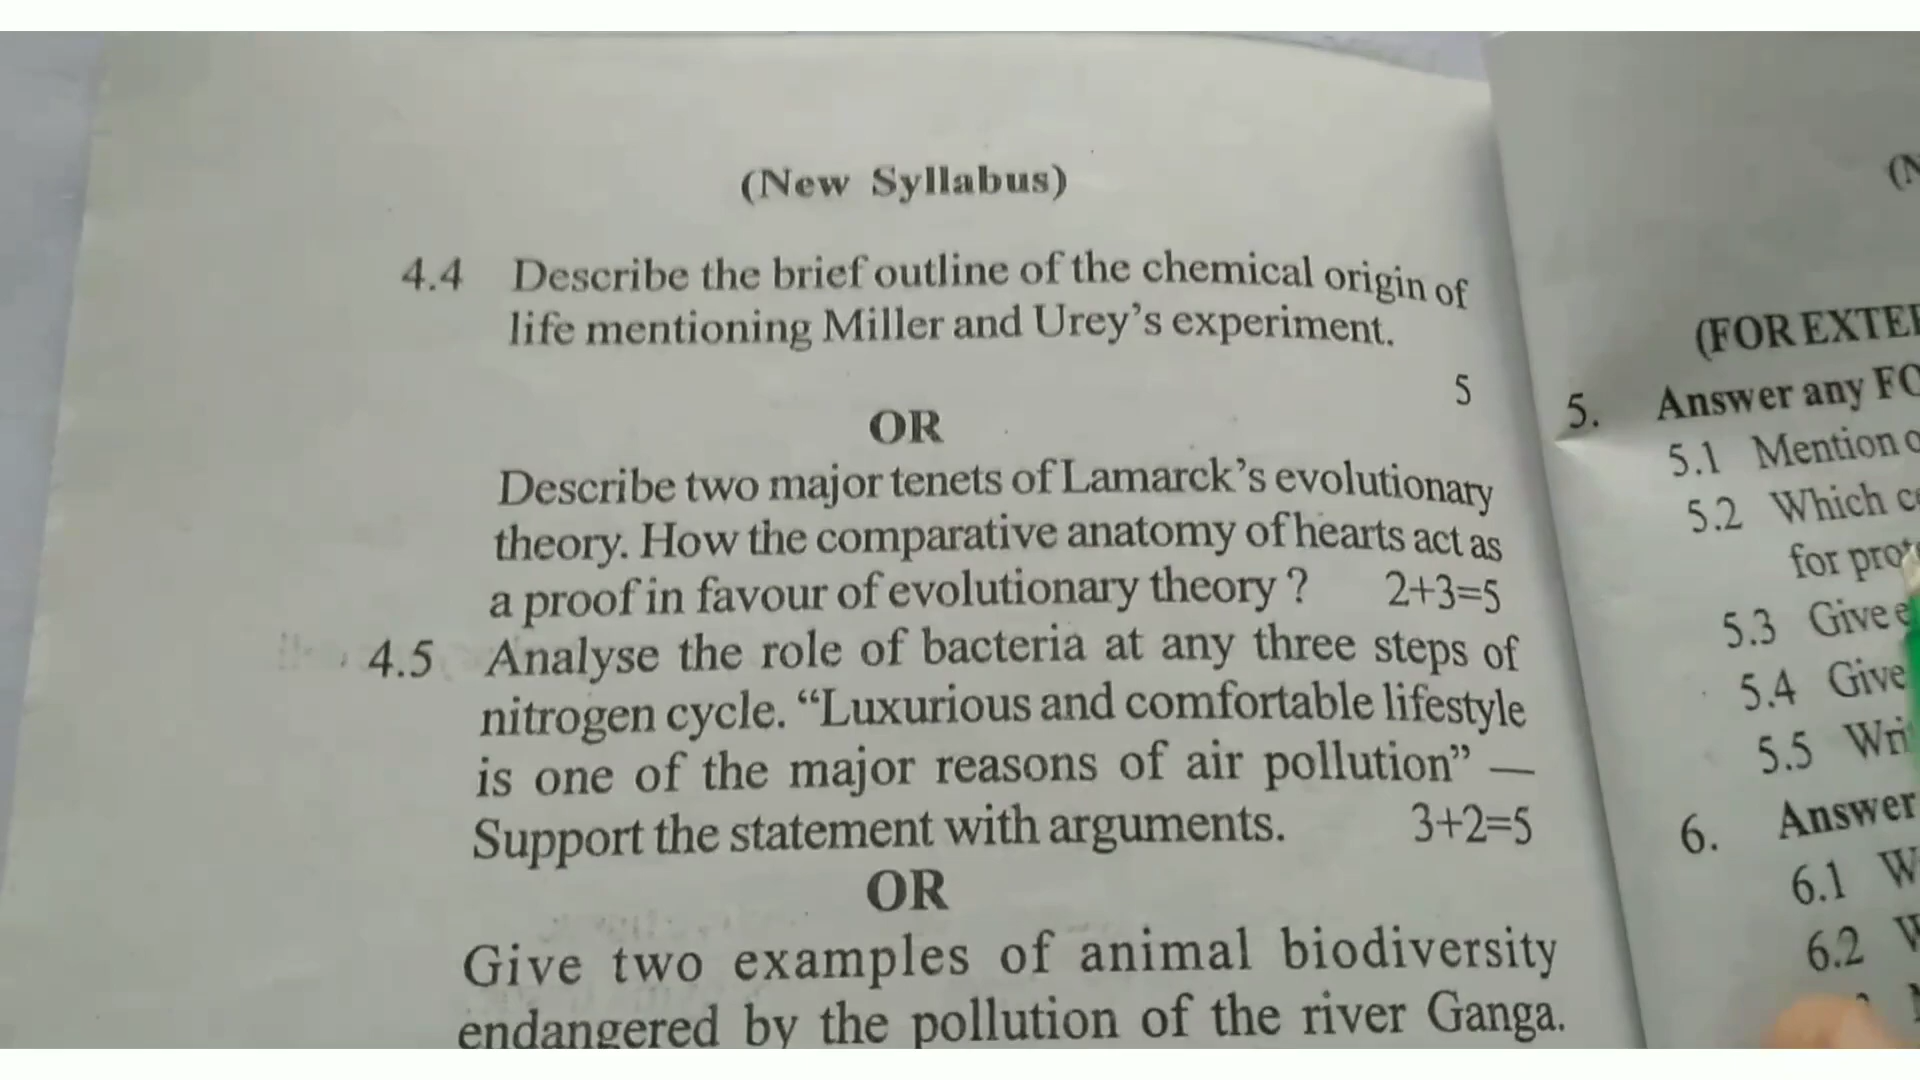 (New Syllabus)
4.4 Describe the brief outline of the chemical origin of
life mentioning Miller and Urey's experiment.
5
OR
Describe two major tenets of Lamarck's evolutionary
theory. How the comparative anatomy of hearts act as
a proof in favour of evolutionary theory ? 2+3=5
4.5 Analyse the role of bacteria at any three steps of
nitrogen cycle. “Luxurious and comfortable lifestyle
is one of the major reasons of air pollution” —
Support the statement with arguments. 3+2=5
OR
Give two examples of animal biodiversity
endangered by the pollution of the river Ganga.
(FOR
5. Answer any
5.1 Mention
5.2 Which
for
5.3 Give
5.4 Give
5.5
6. Answer
6.1
6.2